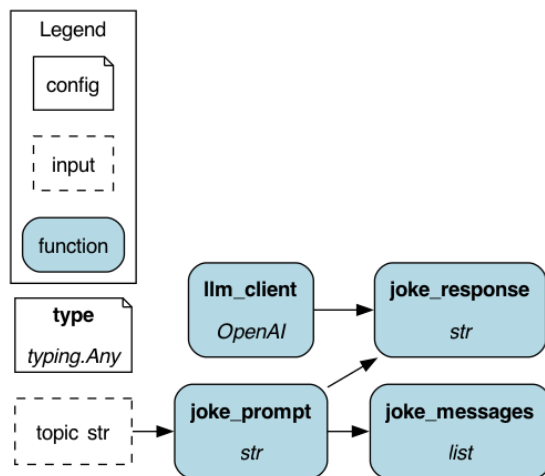 Legend
config
input
function
type
typing.Any
topic str
llm_client
OpenAI
joke_response
str
joke_prompt
str
joke_messages
list